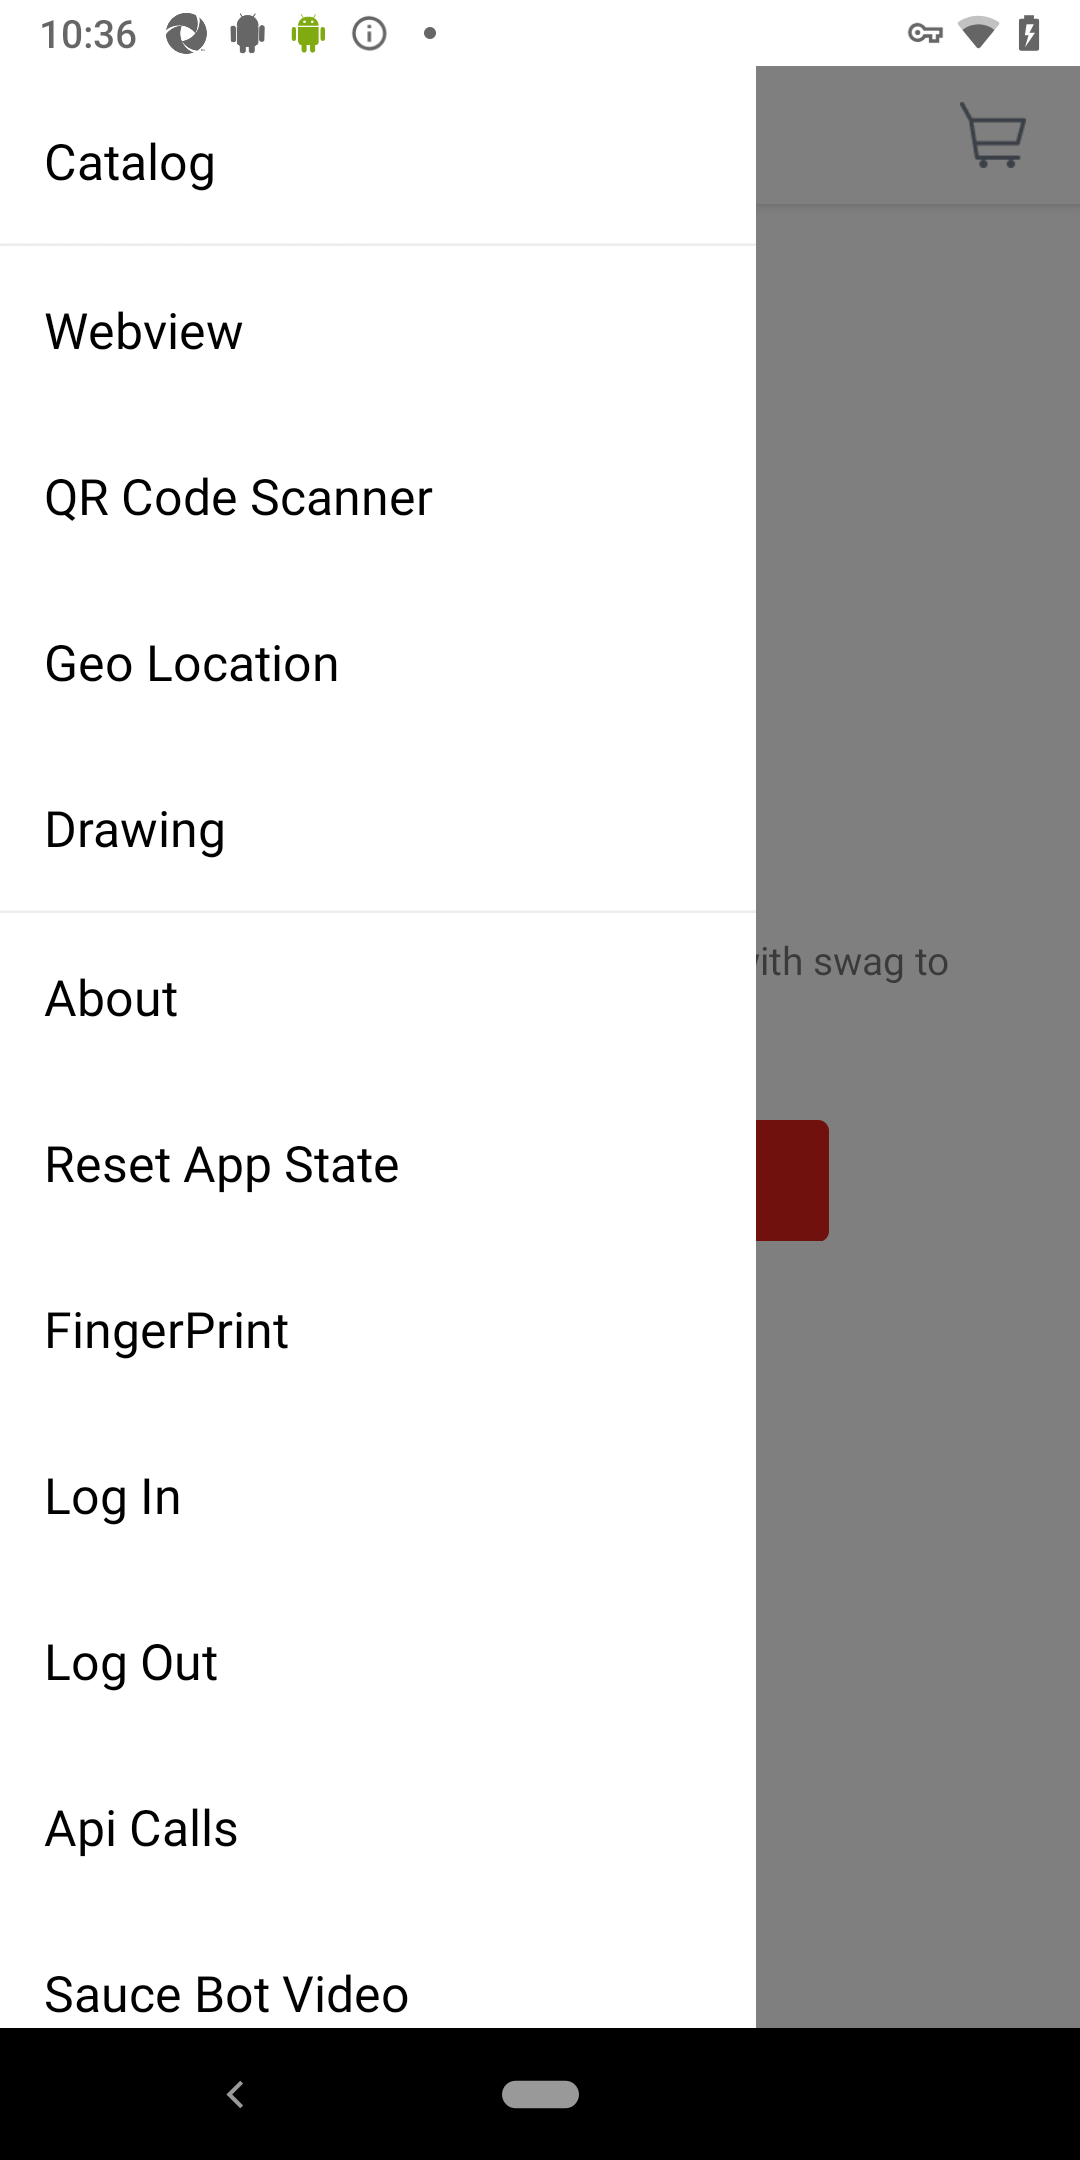 10:36
Catalog
Webview
QR Code Scanner
Geo Location
Drawing
About
with swag to
Reset App State
FingerPrint
Log In
Log Out
Api Calls
Sauce Bot Video